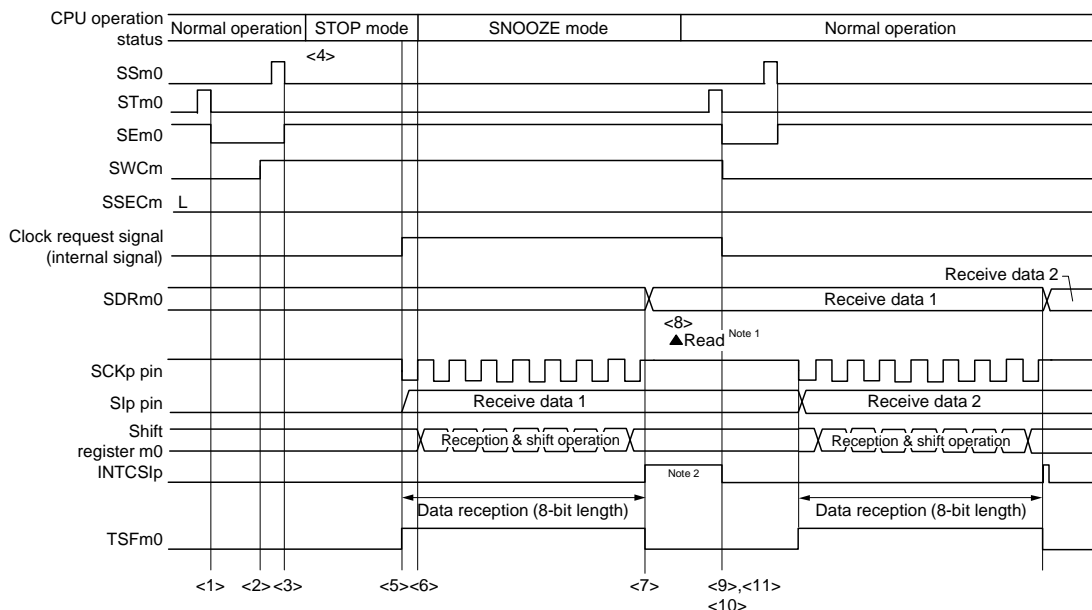 CPU operation
status
Normal operation
STOP mode
SNOOZE mode
Normal operation
<4>
SSm0
STm0
SEm0
SWCm
SSECm
L
Clock request signal
(internal signal)
Receive data 2
SDRm0
Receive data 1
<8>
▲Read Note 1
SCKp pin
SIp pin
Receive data 1
Receive data 2
Shift
register m0
Reception & shift operation
Reception & shift operation
INTCSIp
Note 2
Data reception (8-bit length)
Data reception (8-bit length)
TSFm0
<1>
<2>
<3>
<5>
<6>
<7>
<9>,<11>
<10>